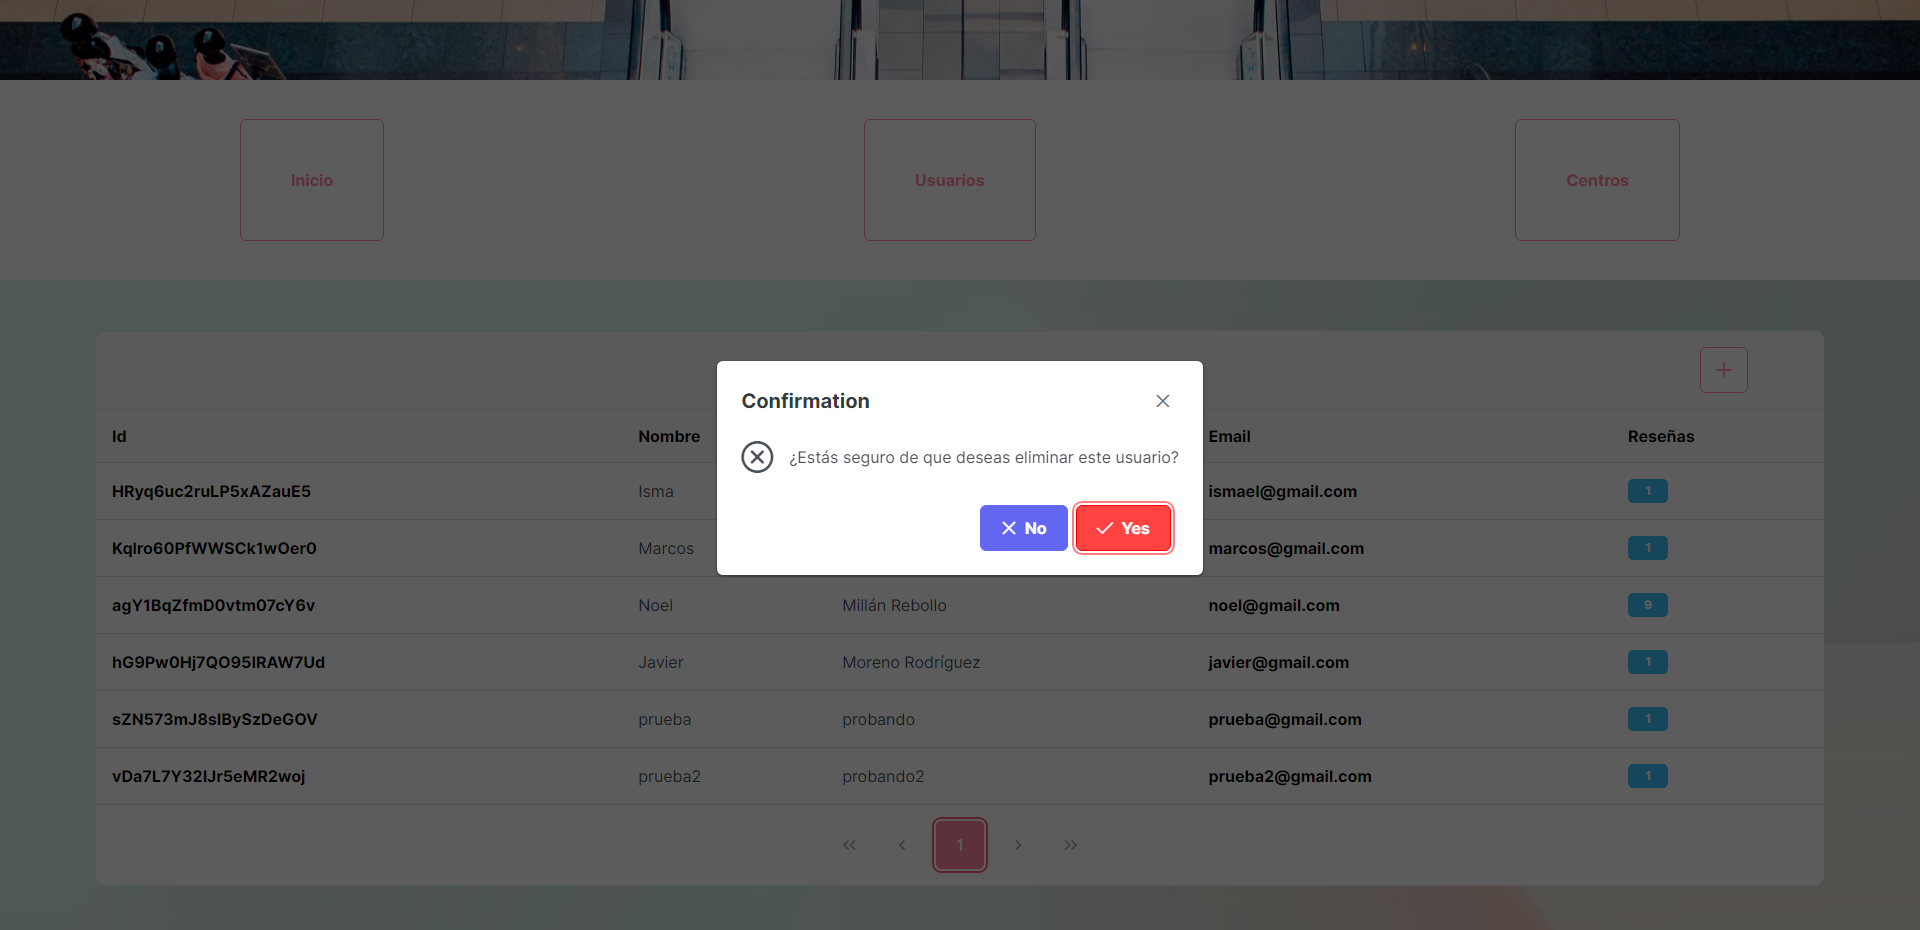 Inicio
Usuarios
Centros
Confirmation
¿Estás seguro de que deseas eliminar este usuario?
No
Yes
Id Nombre Email Reseñas
HRyq6uc2ruLP5xAZauE5 Isma ismael@gmail.com 1
KqIro60PfWWSCk1wOer0 Marcos marcos@gmail.com 1
agY1BqZfmD0vtm07cY6v Noel Millán Rebollo noel@gmail.com 9
hG9Pw0Hj7QO95IRAW7Ud Javier Moreno Rodríguez javier@gmail.com 1
sZN573mJ8slBySzDeGOV prueba probando prueba@gmail.com 1
vDa7L7Y32IJr5eMR2woj prueba2 probando2 prueba2@gmail.com 1
1